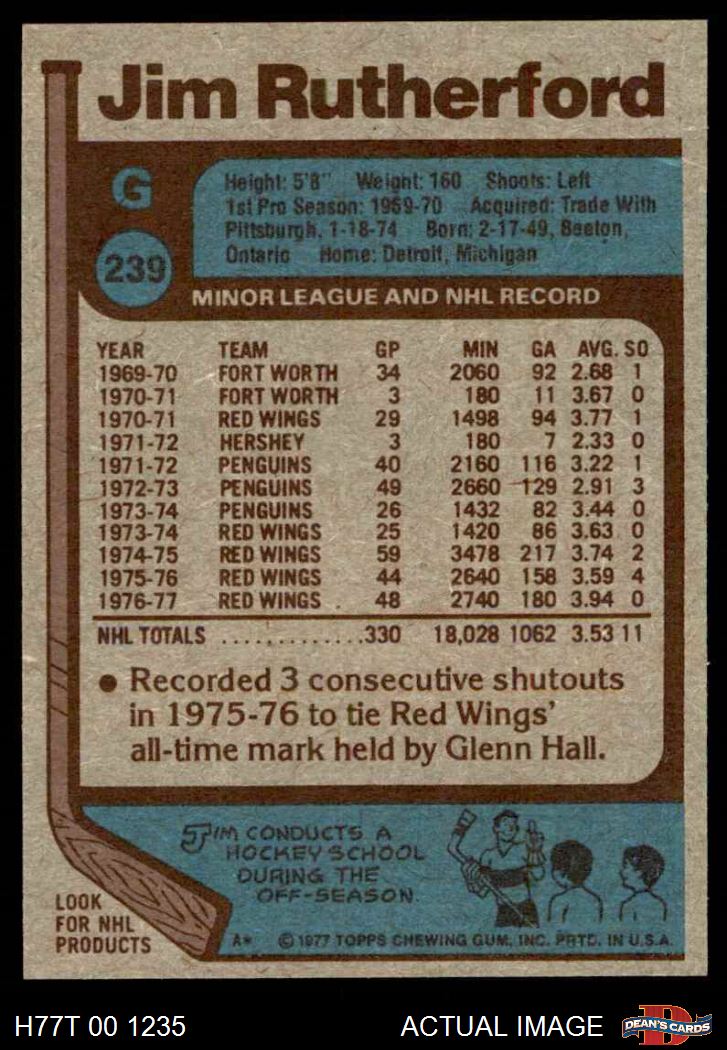 Jim Rutherford
G
239
Height: 5'8" Weight: 160 Shoots: Left
1st Pro Season: 1969-70 Acquired: Trade With
Pittsburgh, 1-18-74 Born: 2-17-49, Beeton,
Ontario Home: Detroit, Michigan
MINOR LEAGUE AND NHL RECORD
YEAR TEAM GP MIN GA AVG. SO
1969-70 FORT WORTH 34 2060 92 2.68 1
1970-71 FORT WORTH 3 180 11 3.67 0
1970-71 RED WINGS 29 1498 94 3.77 1
1971-72 HERSHEY 3 180 7 2.33 0
1971-72 PENGUINS 40 2160 116 3.22 1
1972-73 PENGUINS 49 2660 129 2.91 3
1973-74 PENGUINS 26 1432 82 3.44 0
1973-74 RED WINGS 25 1420 86 3.63 0
1974-75 RED WINGS 59 3478 217 3.74 2
1975-76 RED WINGS 44 2640 158 3.59 4
1976-77 RED WINGS 48 2740 180 3.94 0
NHL TOTALS ..............330 18,028 1062 3.53 11
● Recorded 3 consecutive shutouts
in 1975-76 to tie Red Wings'
all-time mark held by Glenn Hall.
JIM CONDUCTS A
HOCKEY SCHOOL
DURING THE
OFF-SEASON.
LOOK
FOR NHL
PRODUCTS
A* © 1977 TOPPS CHEWING GUM, INC. PRTD. IN U.S.A.
H77T 00 1235 ACTUAL IMAGE
D
DEAN'S CARDS